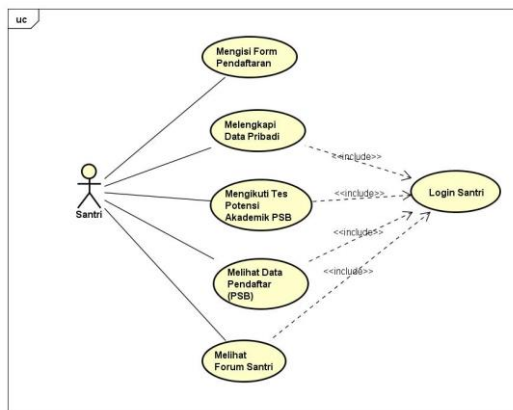 uc
Mengisi Form
Pendaftaran
Melengkapi
Data Pribadi
<<include>>
Mengikuti Tes
Potensi
Akademik PSB
<<include>>
Login Santri
Santri
<<include>>
Melihat Data
Pendaftar
(PSB)
<<include>>
Melihat
Forum Santri